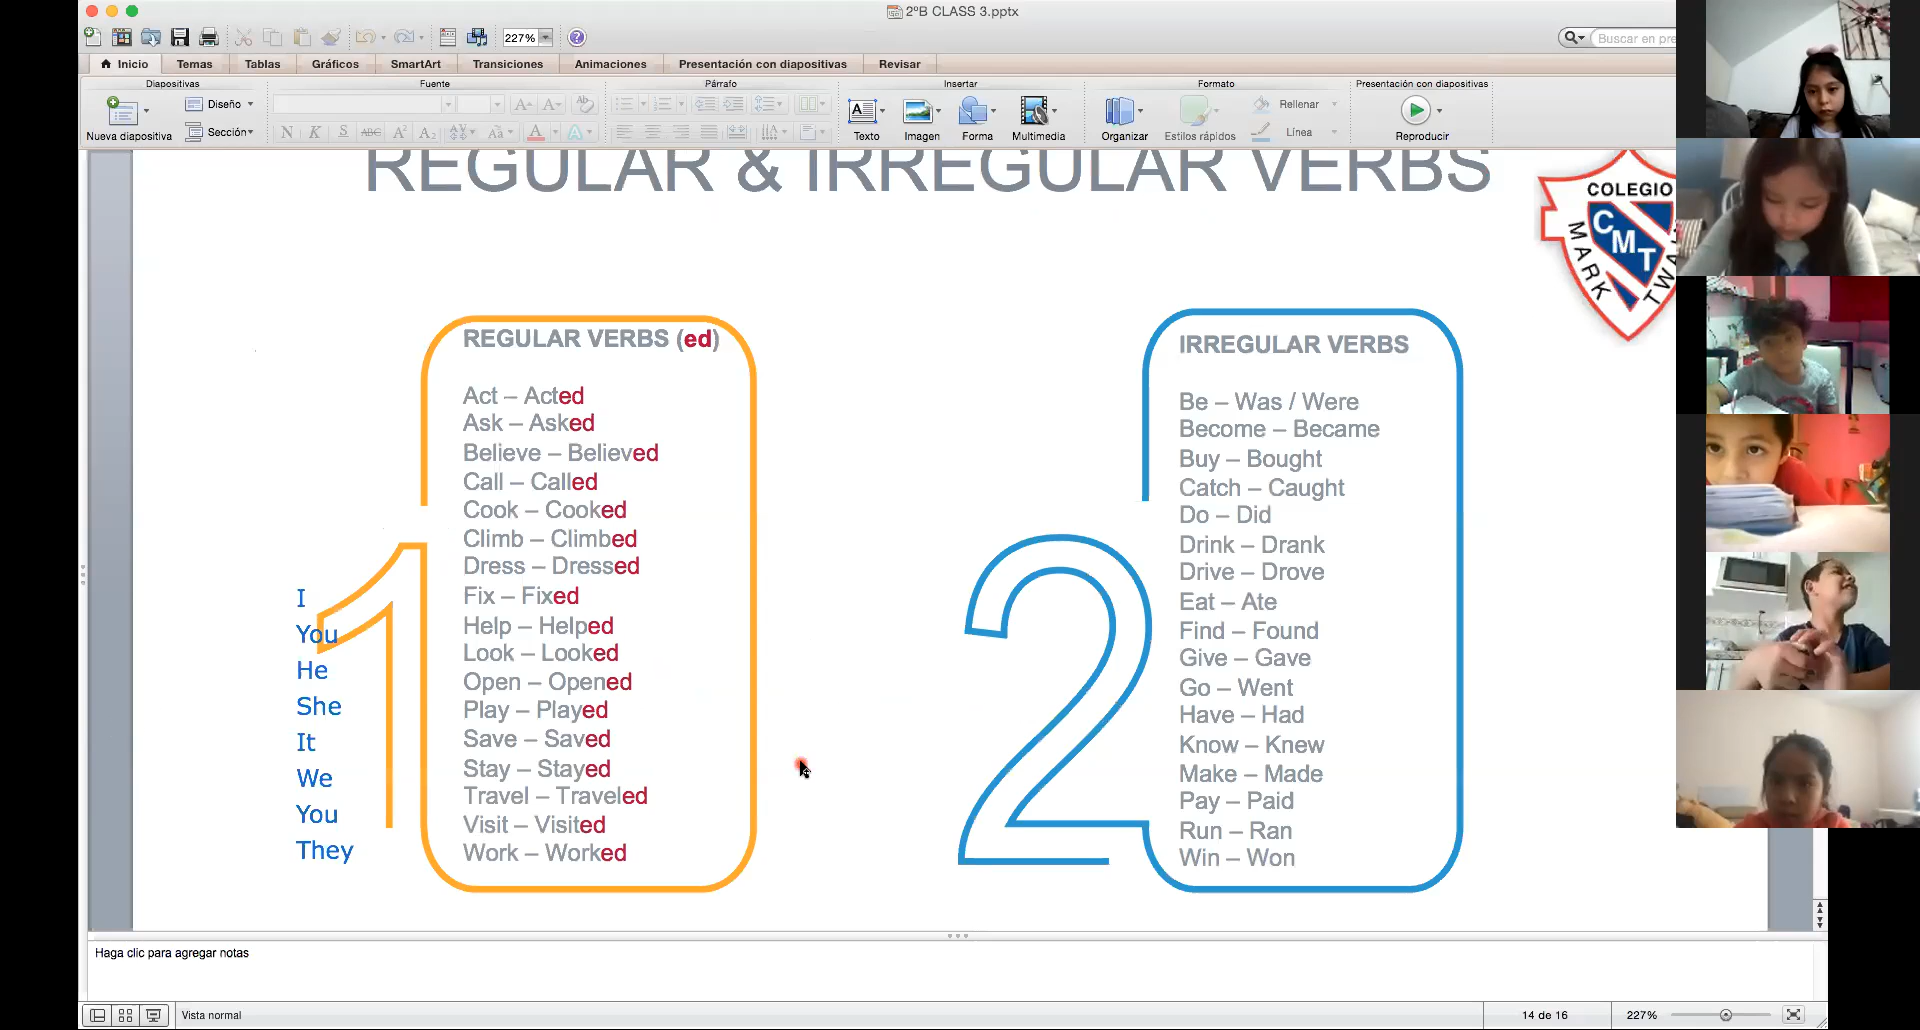 2ºB CLASS 3.pptx
227%
Buscar en pre
Inicio
Temas
Tablas
Gráficos
SmartArt
Transiciones
Animaciones
Presentación con diapositivas
Revisar
Diapositivas
Fuente
Párrafo
Insertar
Formato
Presentación con diapositivas
Nueva diapositiva
Diseño
Sección
N K S ABC A² A₂ Aa A A
Texto
Imagen
Forma
Multimedia
Organizar
Estilos rápidos
Rellenar
Línea
Reproducir
REGULAR & IRREGULAR VERBS
COLEGIO
CMT
MARK
TWA
1
I
You
He
She
It
We
You
They
REGULAR VERBS (ed)
Act – Acted
Ask – Asked
Believe – Believed
Call – Called
Cook – Cooked
Climb – Climbed
Dress – Dressed
Fix – Fixed
Help – Helped
Look – Looked
Open – Opened
Play – Played
Save – Saved
Stay – Stayed
Travel – Traveled
Visit – Visited
Work – Worked
2
IRREGULAR VERBS
Be – Was / Were
Become – Became
Buy – Bought
Catch – Caught
Do – Did
Drink – Drank
Drive – Drove
Eat – Ate
Find – Found
Give – Gave
Go – Went
Have – Had
Know – Knew
Make – Made
Pay – Paid
Run – Ran
Win – Won
Haga clic para agregar notas
Vista normal
14 de 16
227%